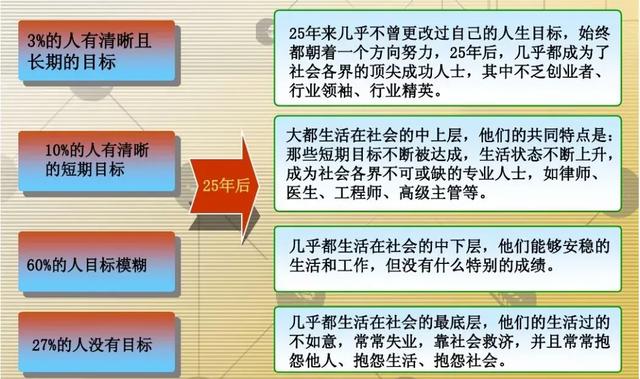 3%的人有清晰且
长期的目标
25年来几乎不曾更改过自己的人生目标，始终
都朝着一个方向努力，25年后，几乎都成为了
社会各界的顶尖成功人士，其中不乏创业者、
行业领袖、行业精英。
10%的人有清晰
的短期目标
25年后
大都生活在社会的中上层，他们的共同特点是：
那些短期目标不断被达成，生活状态不断上升，
成为社会各界不可或缺的专业人士，如律师、
医生、工程师、高级主管等。
60%的人目标模糊
几乎都生活在社会的中下层，他们能够安稳的
生活和工作，但没有什么特别的成绩。
27%的人没有目标
几乎都生活在社会的最底层，他们的生活过的
不如意，常常失业，靠社会救济，并且常常抱
怨他人、抱怨生活、抱怨社会。